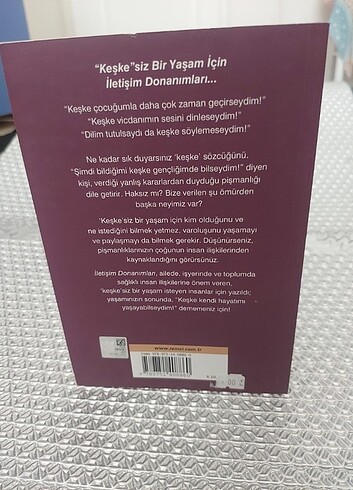 "Keşke"siz Bir Yaşam İçin
İletişim Donanımları...
"Keşke çocuğumla daha çok zaman geçirseydim!"
"Keşke vicdanımın sesini dinleseydim!"
"Dilim tutulsaydı da keşke söylemeseydim!"
Ne kadar sık duyarsınız 'keşke' sözcüğünü.
"Şimdi bildiğimi keşke gençliğimde bilseydim!" diyen
kişi, verdiği yanlış kararlardan duyduğu pişmanlığı
dile getirir. Haksız mı? Bize verilen şu ömürden
başka neyimiz var?
'Keşke'siz bir yaşam için kim olduğunu ve
ne istediğini bilmek yetmez, varoluşunu yaşamayı
ve paylaşmayı da bilmek gerekir. Düşünürseniz,
pişmanlıklarınızın çoğunun insan ilişkilerinden
kaynaklandığını görürsünüz.
İletişim Donanımları, ailede, işyerinde ve toplumda
sağlıklı insan ilişkilerine önem veren,
'keşke'siz bir yaşam isteyen insanlar için yazıldı;
yaşamınızın sonunda, "Keşke kendi hayatımı
yaşayabilseydim!" dememeniz için!
www.remzi.com.tr